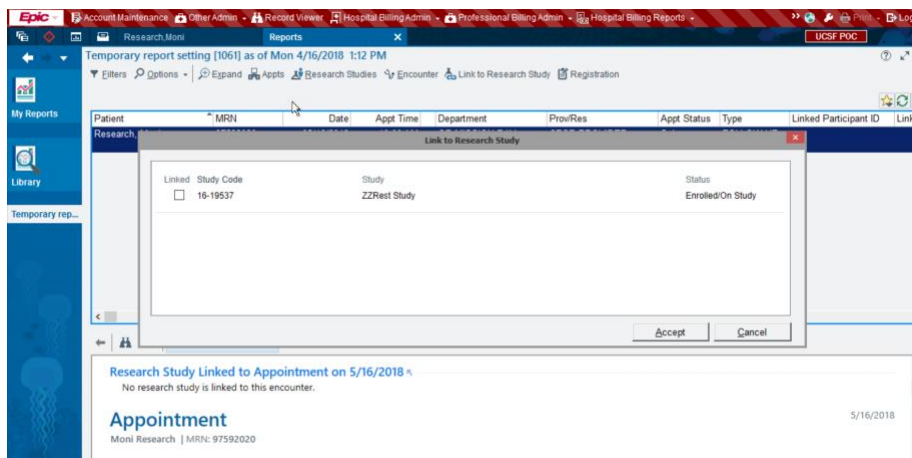 Epic Account Maintenance Other Admin Record Viewer Hospital Billing Admin Professional Billing Admin Hospital Billing Reports Print Log
Research,Moni Reports UCSF POC
Temporary report setting [1061] as of Mon 4/16/2018 1:12 PM
Filters Options Expand Appts Research Studies Encounter Link to Research Study Registration
My Reports
Patient MRN Date Appt Time Department Prov/Res Appt Status Type Linked Participant ID Link
Research,
Link to Research Study
Linked Study Code Study Status
16-19537 ZZRest Study Enrolled/On Study
Library
Temporary rep...
Accept Cancel
Research Study Linked to Appointment on 5/16/2018
No research study is linked to this encounter.
Appointment 5/16/2018
Moni Research | MRN: 97592020